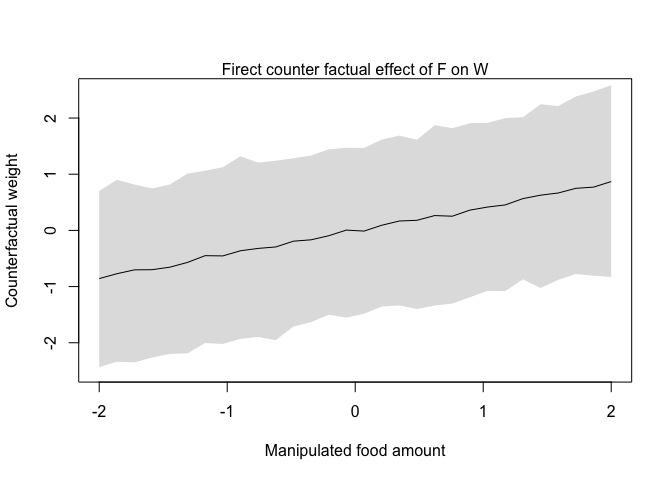 Firect counter factual effect of F on W
Counterfactual weight
2
1
0
-1
-2
-2 -1 0 1 2
Manipulated food amount